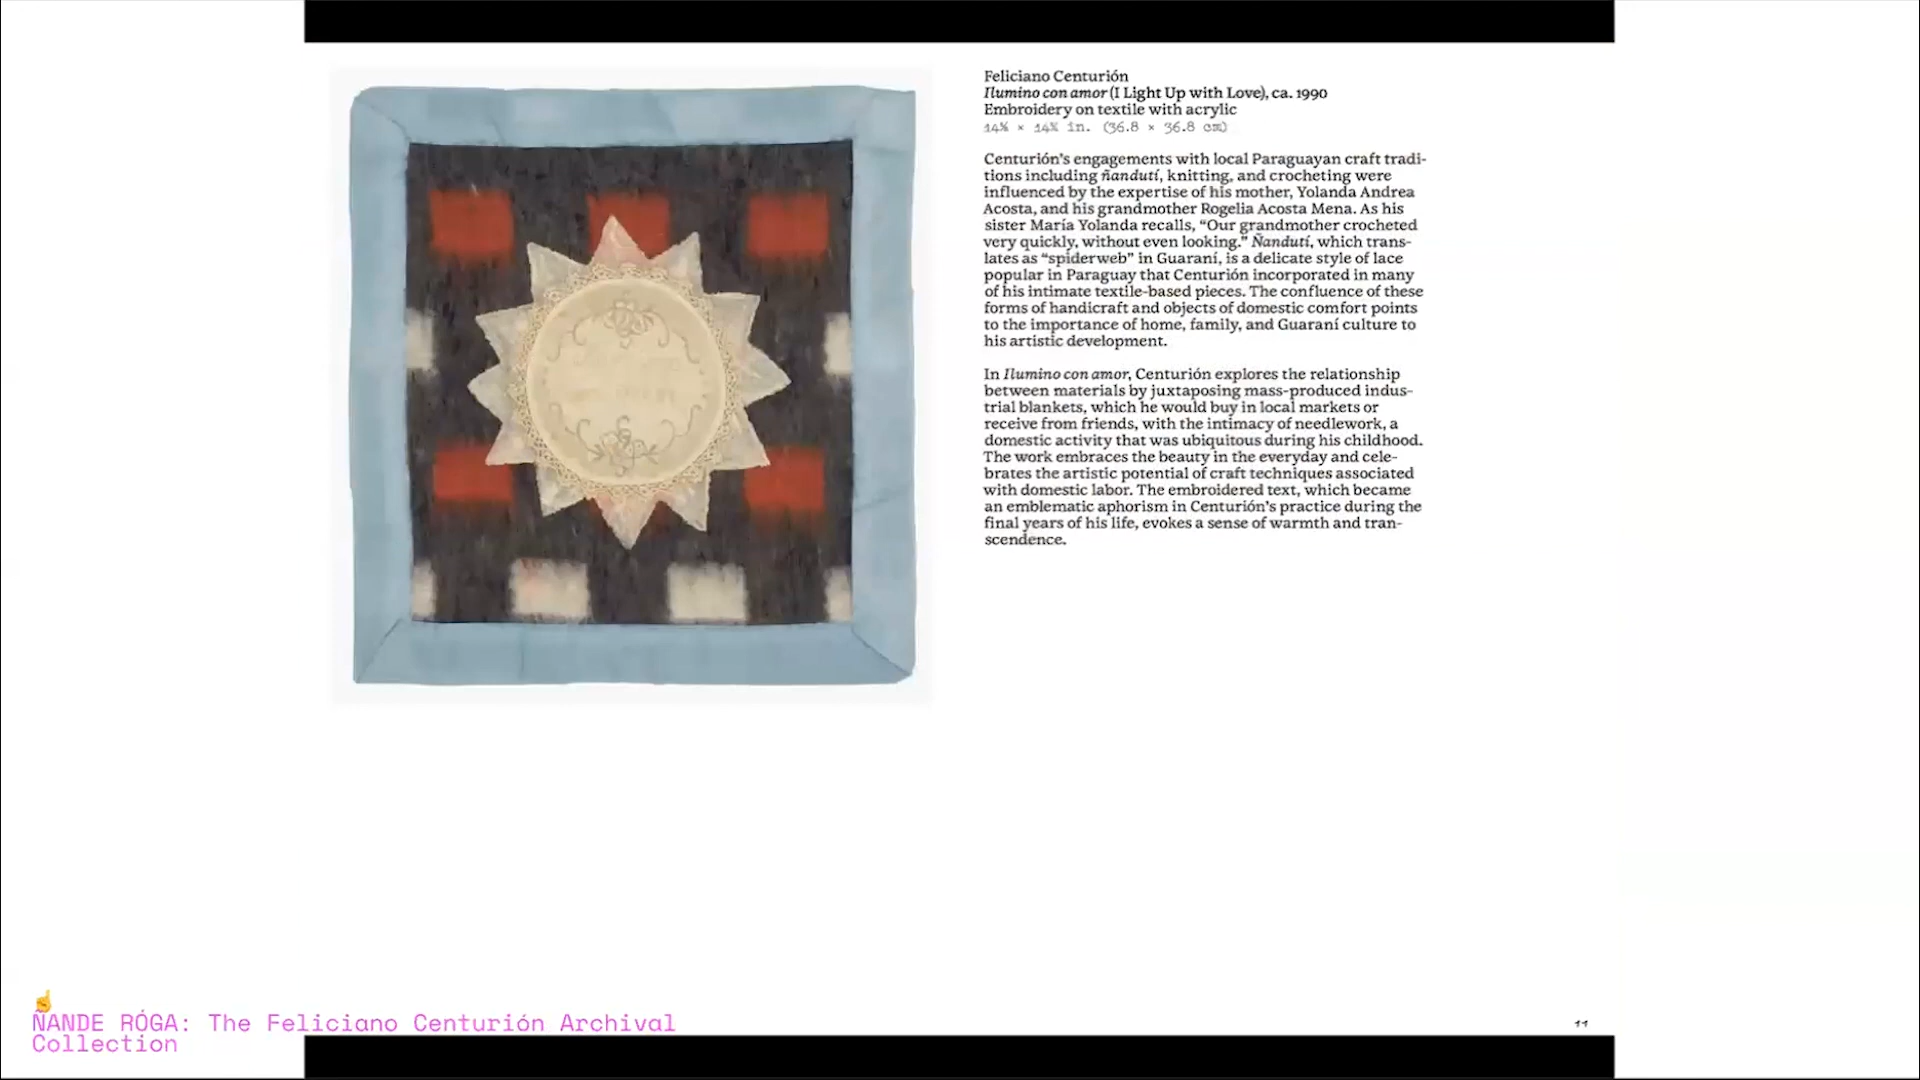 Feliciano Centurión
Ilumino con amor (I Light Up with Love), ca. 1990
Embroidery on textile with acrylic
14½ × 14½ in. (36.8 × 36.8 cm)
Centurión’s engagements with local Paraguayan craft tradi-
tions including ñandutí, knitting, and crocheting were
influenced by the expertise of his mother, Yolanda Andrea
Acosta, and his grandmother Rogelia Acosta Mena. As his
sister María Yolanda recalls, “Our grandmother crocheted
very quickly, without even looking.” Ñandutí, which trans-
lates as “spiderweb” in Guaraní, is a delicate style of lace
popular in Paraguay that Centurión incorporated in many
of his intimate textile-based pieces. The confluence of these
forms of handicraft and objects of domestic comfort points
to the importance of home, family, and Guaraní culture to
his artistic development.
In Ilumino con amor, Centurión explores the relationship
between materials by juxtaposing mass-produced indus-
trial blankets, which he would buy in local markets or
receive from friends, with the intimacy of needlework, a
domestic activity that was ubiquitous during his childhood.
The work embraces the beauty in the everyday and cele-
brates the artistic potential of craft techniques associated
with domestic labor. The embroidered text, which became
an emblematic aphorism in Centurión’s practice during the
final years of his life, evokes a sense of warmth and tran-
scendence.
ÑANDE RÓGA: The Feliciano Centurión Archival
Collection
11